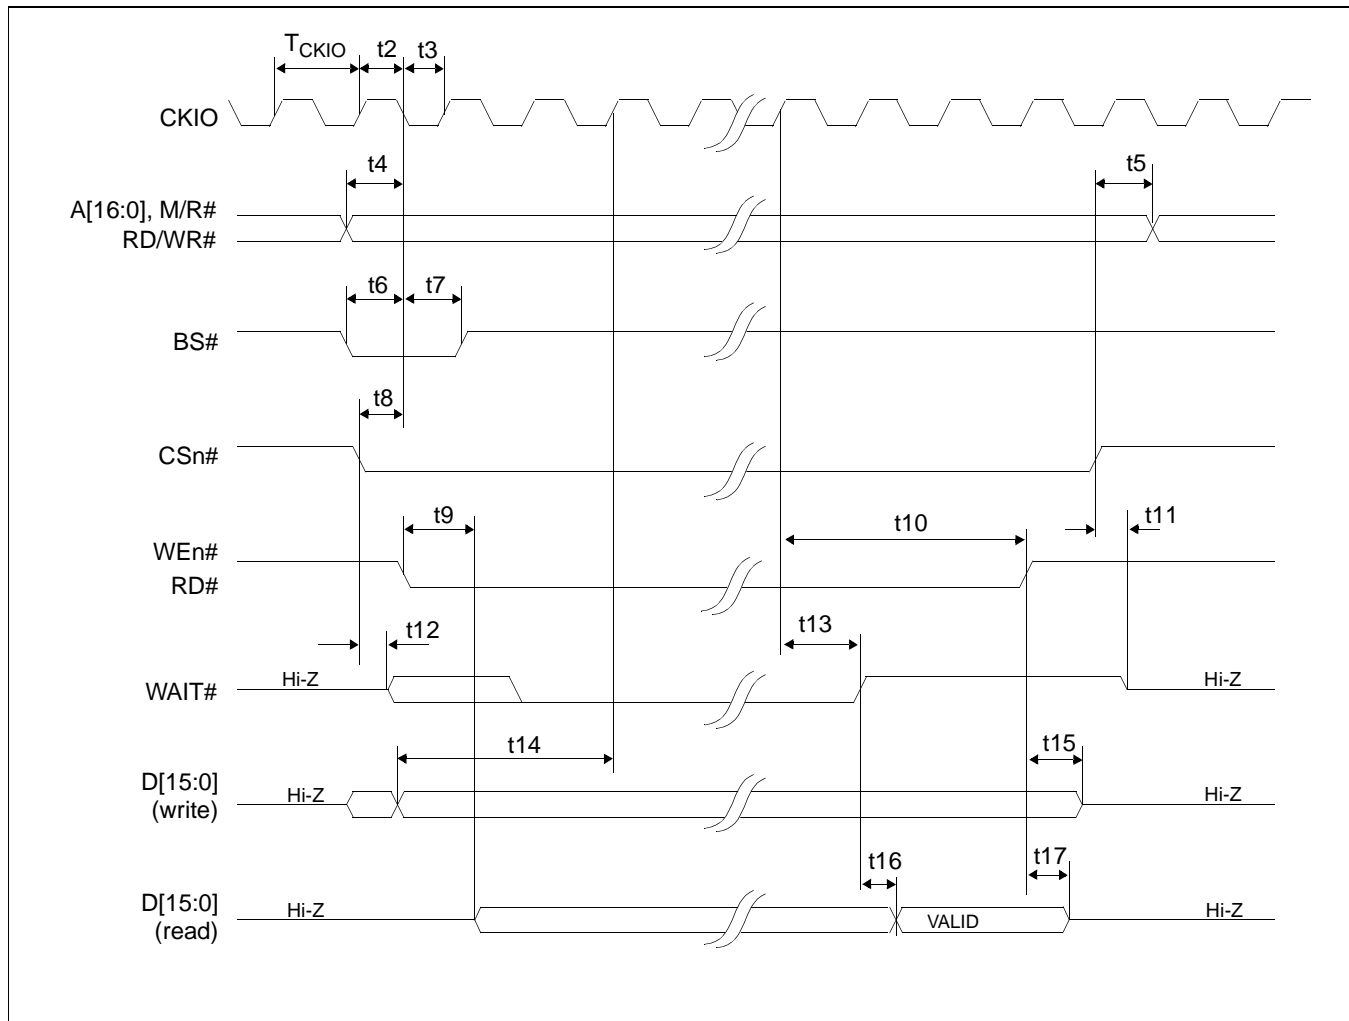 TCKIO t2 t3
CKIO
t4 t5
A[16:0], M/R#
RD/WR#
t6 t7
BS#
t8
CSn#
t9 t10 t11
WEn#
RD#
t12 t13
Hi-Z Hi-Z
WAIT#
t14 t15
D[15:0]
Hi-Z Hi-Z
(write)
t16 t17
D[15:0]
Hi-Z VALID Hi-Z
(read)